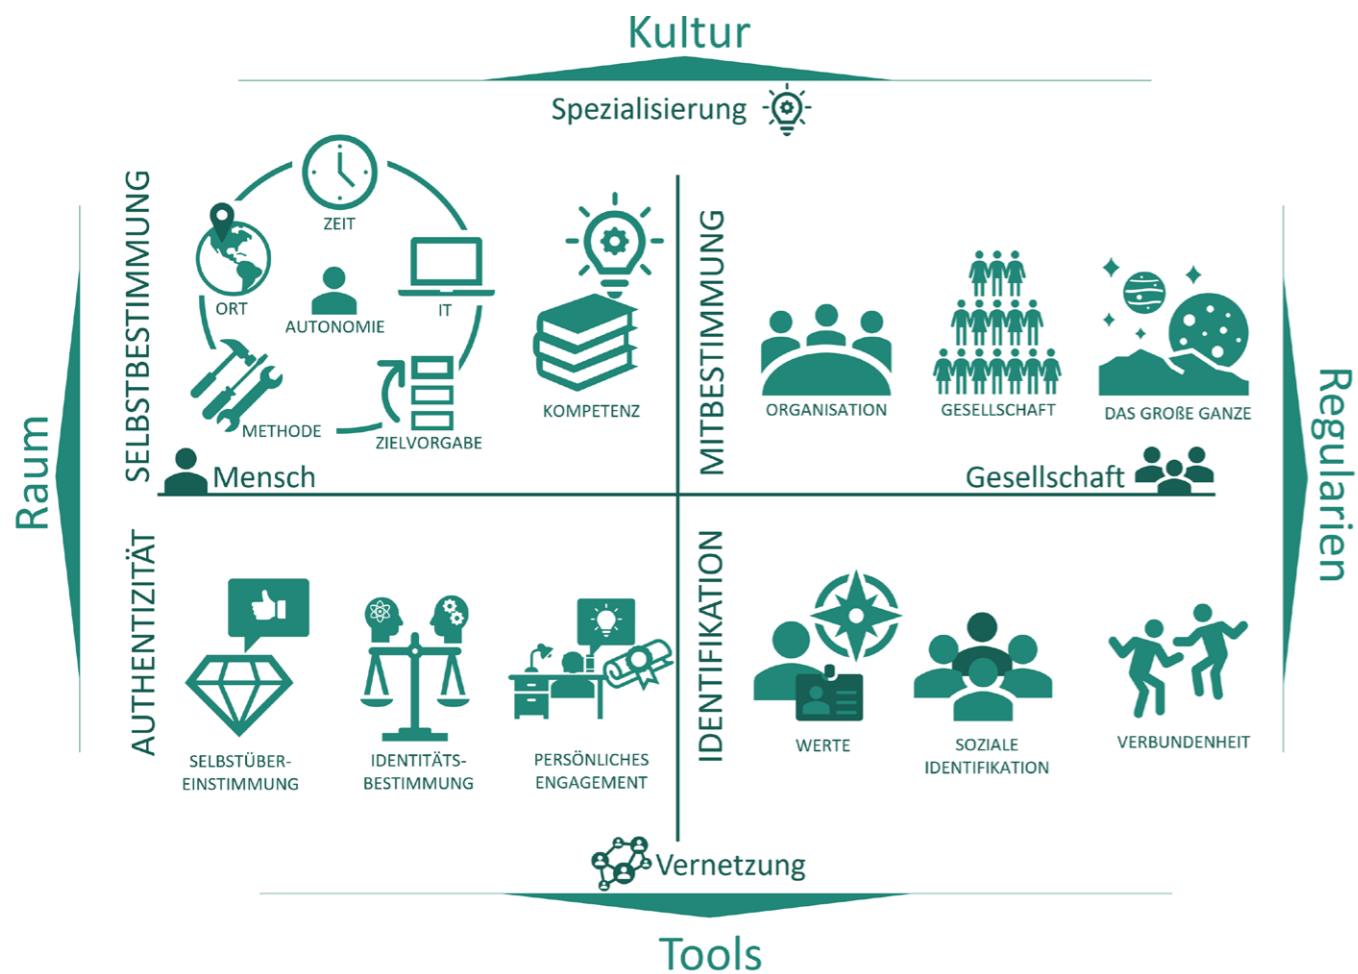 Kultur
Spezialisierung
SELBSTBESTIMMUNG
ZEIT
ORT
AUTONOMIE
IT
METHODE
ZIELVORGABE
KOMPETENZ
MITBESTIMMUNG
ORGANISATION
GESELLSCHAFT
DAS GROßE GANZE
Raum
Mensch
Gesellschaft
Regularien
AUTHENTIZITÄT
SELBSTÜBER-
EINSTIMMUNG
IDENTITÄTS-
BESTIMMUNG
PERSÖNLICHES
ENGAGEMENT
IDENTIFIKATION
WERTE
SOZIALE
IDENTIFIKATION
VERBUNDENHEIT
Vernetzung
Tools